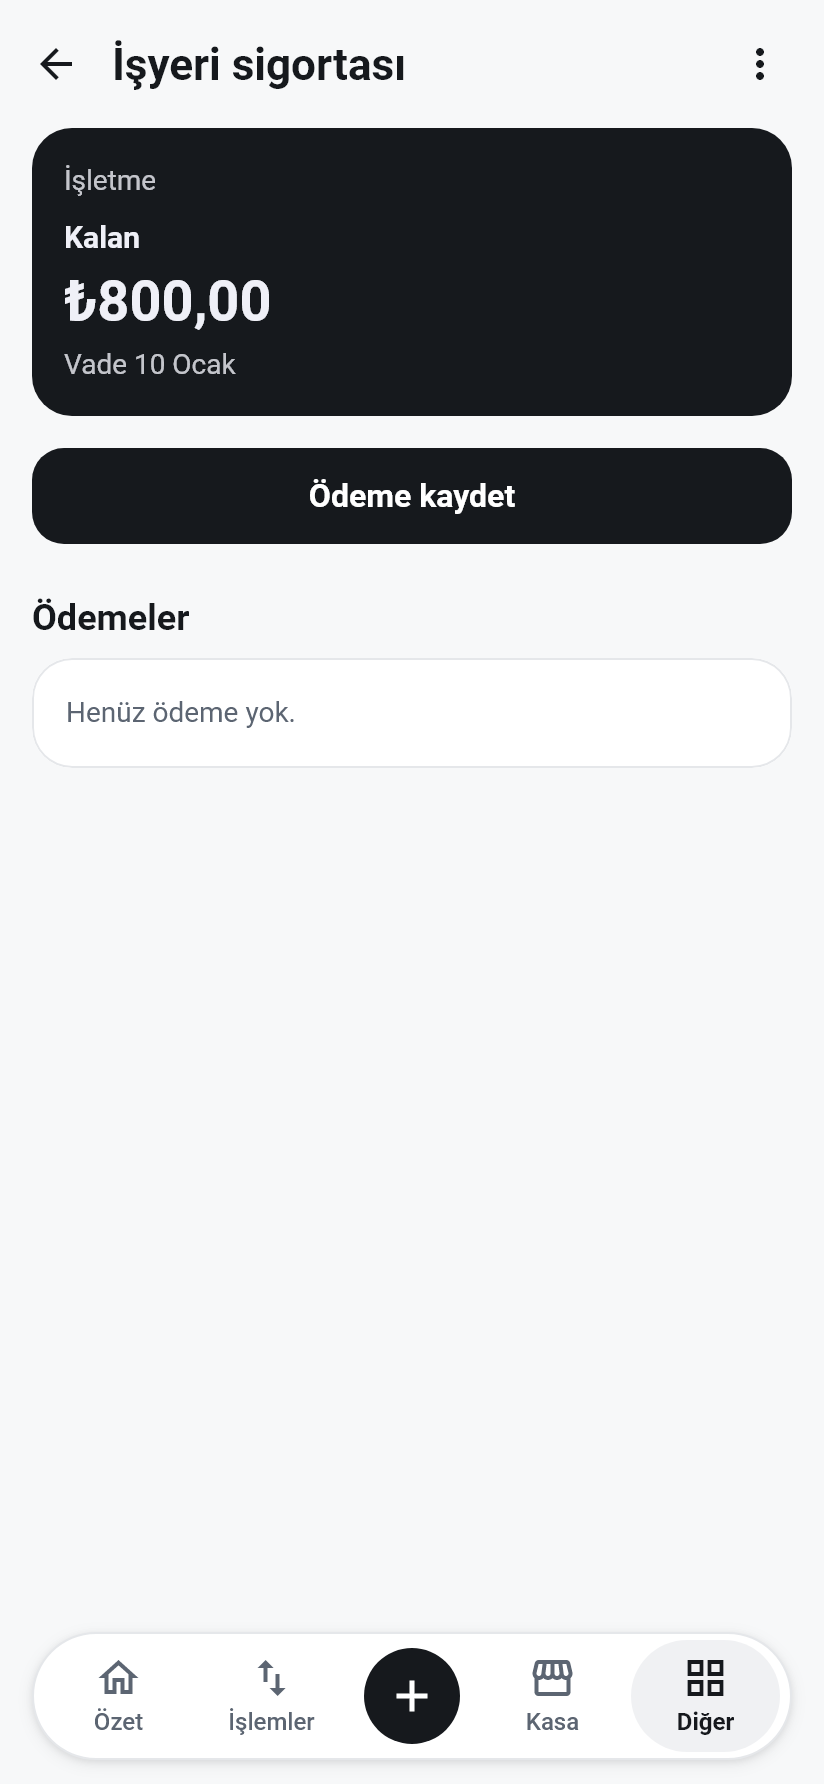 İşyeri sigortası
İşletme
Kalan
₺800,00
Vade 10 Ocak
Ödeme kaydet
Ödemeler
Henüz ödeme yok.
Özet
İşlemler
Kasa
Diğer